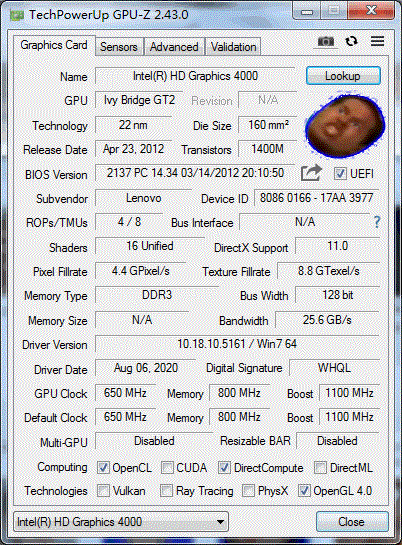 TechPowerUp GPU-Z 2.43.0
Graphics Card Sensors Advanced Validation
Name Intel(R) HD Graphics 4000 Lookup
GPU Ivy Bridge GT2 Revision N/A
Technology 22 nm Die Size 160 mm²
Release Date Apr 23, 2012 Transistors 1400M
BIOS Version 2137 PC 14.34 03/14/2012 20:10:50 UEFI
Subvendor Lenovo Device ID 8086 0166 - 17AA 3977
ROPs/TMUs 4 / 8 Bus Interface N/A ?
Shaders 16 Unified DirectX Support 11.0
Pixel Fillrate 4.4 GPixel/s Texture Fillrate 8.8 GTexel/s
Memory Type DDR3 Bus Width 128 bit
Memory Size N/A Bandwidth 25.6 GB/s
Driver Version 10.18.10.5161 / Win7 64
Driver Date Aug 06, 2020 Digital Signature WHQL
GPU Clock 650 MHz Memory 800 MHz Boost 1100 MHz
Default Clock 650 MHz Memory 800 MHz Boost 1100 MHz
Multi-GPU Disabled Resizable BAR Disabled
Computing OpenCL CUDA DirectCompute DirectML
Technologies Vulkan Ray Tracing PhysX OpenGL 4.0
Intel(R) HD Graphics 4000 Close